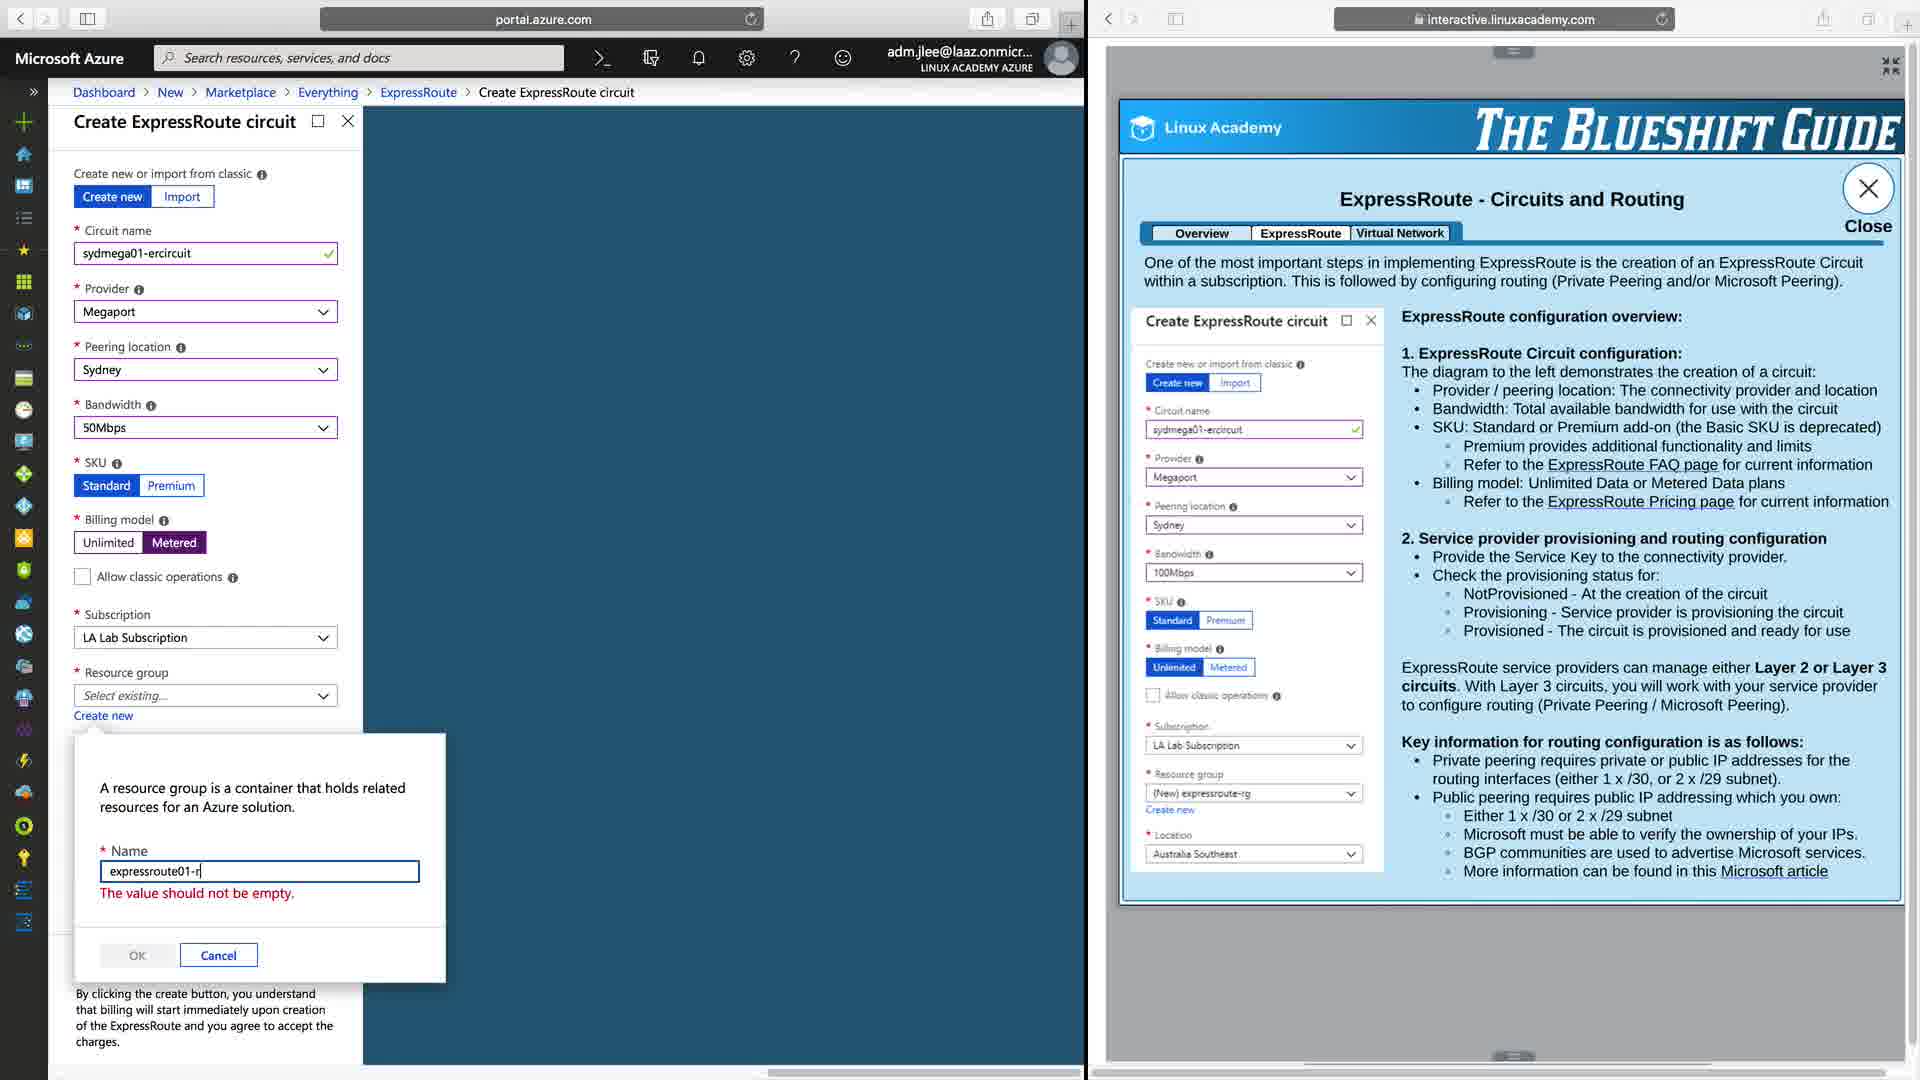 portal.azure.com
Microsoft Azure
Search resources, services, and docs
adm.jlee@laaz.onmicr...
LINUX ACADEMY AZURE
Dashboard > New > Marketplace > Everything > ExpressRoute > Create ExpressRoute circuit
Create ExpressRoute circuit
Create new or import from classic
Create new Import
* Circuit name
sydmega01-ercircuit
* Provider
Megaport
* Peering location
Sydney
* Bandwidth
50Mbps
* SKU
Standard Premium
* Billing model
Unlimited Metered
Allow classic operations
* Subscription
LA Lab Subscription
* Resource group
Select existing...
Create new
A resource group is a container that holds related
resources for an Azure solution.
* Name
expressroute01-r
The value should not be empty.
OK Cancel
By clicking the create button, you understand
that billing will start immediately upon creation
of the ExpressRoute and you agree to accept the
charges.
interactive.linuxacademy.com
Linux Academy
THE BLUESHIFT GUIDE
ExpressRoute - Circuits and Routing
Close
Overview ExpressRoute Virtual Network
One of the most important steps in implementing ExpressRoute is the creation of an ExpressRoute Circuit
within a subscription. This is followed by configuring routing (Private Peering and/or Microsoft Peering).
Create ExpressRoute circuit
Create new or import from classic
Create new Import
* Circuit name
sydmega01-ercircuit
* Provider
Megaport
* Peering location
Sydney
* Bandwidth
100Mbps
* SKU
Standard Premium
* Billing model
Unlimited Metered
Allow classic operations
* Subscription
LA Lab Subscription
* Resource group
(New) expressroute-rg
Create new
* Location
Australia Southeast
ExpressRoute configuration overview:
1. ExpressRoute Circuit configuration:
The diagram to the left demonstrates the creation of a circuit:
• Provider / peering location: The connectivity provider and location
• Bandwidth: Total available bandwidth for use with the circuit
• SKU: Standard or Premium add-on (the Basic SKU is deprecated)
◦ Premium provides additional functionality and limits
◦ Refer to the ExpressRoute FAQ page for current information
• Billing model: Unlimited Data or Metered Data plans
◦ Refer to the ExpressRoute Pricing page for current information
2. Service provider provisioning and routing configuration
• Provide the Service Key to the connectivity provider.
• Check the provisioning status for:
◦ NotProvisioned - At the creation of the circuit
◦ Provisioning - Service provider is provisioning the circuit
◦ Provisioned - The circuit is provisioned and ready for use
ExpressRoute service providers can manage either Layer 2 or Layer 3
circuits. With Layer 3 circuits, you will work with your service provider
to configure routing (Private Peering / Microsoft Peering).
Key information for routing configuration is as follows:
• Private peering requires private or public IP addresses for the
routing interfaces (either 1 x /30, or 2 x /29 subnet).
• Public peering requires public IP addressing which you own:
◦ Either 1 x /30 or 2 x /29 subnet
◦ Microsoft must be able to verify the ownership of your IPs.
◦ BGP communities are used to advertise Microsoft services.
◦ More information can be found in this Microsoft article